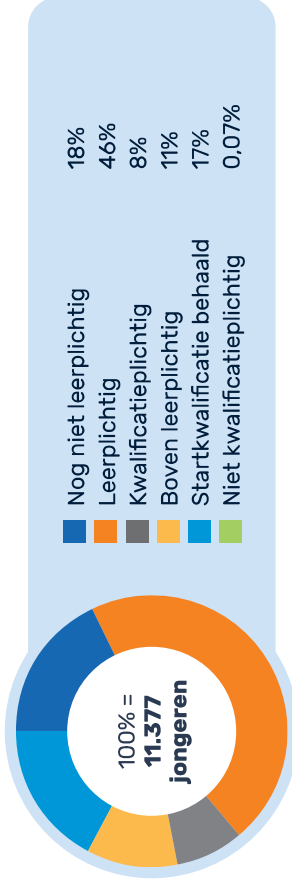 100% =
11.377
jongeren
Nog niet leerplichtig 18%
Leerplichtig 46%
Kwalificatieplichtig 8%
Boven leerplichtig 11%
Startkwalificatie behaald 17%
Niet kwalificatieplichtig 0,07%